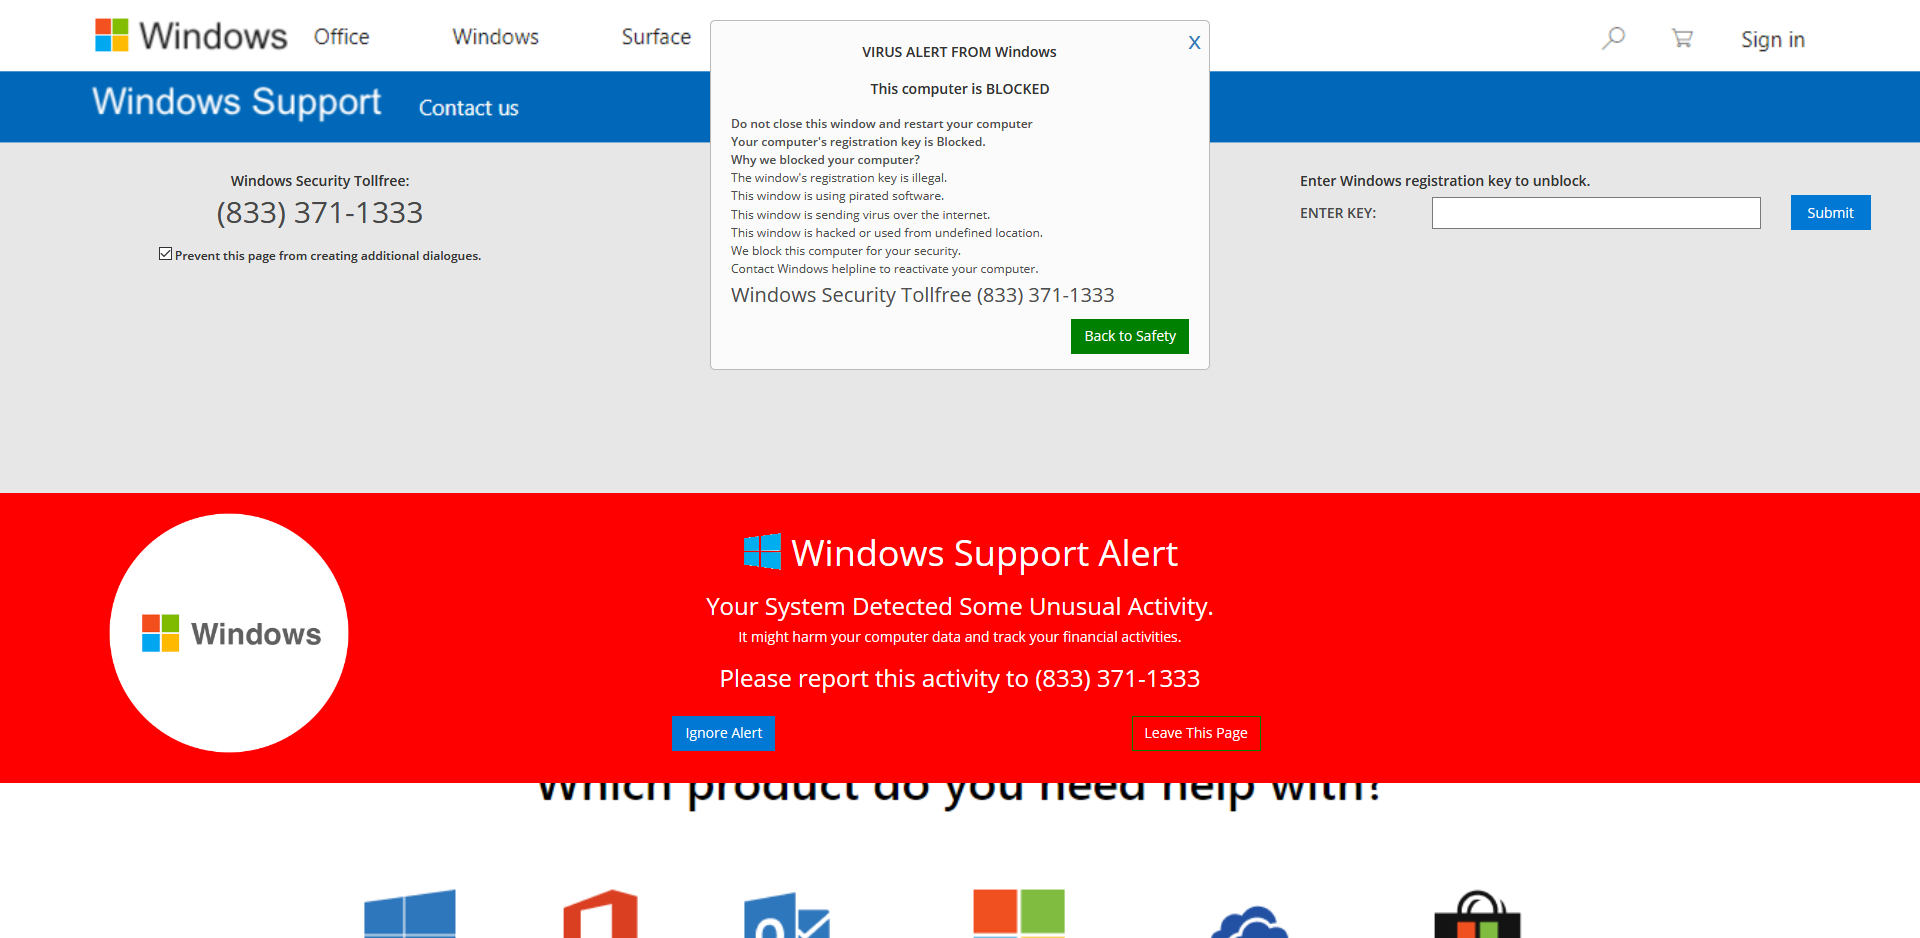 Windows Office Windows Surface Sign in
Windows Support Contact us
Windows Security Tollfree:
(833) 371-1333
Prevent this page from creating additional dialogues.
X
VIRUS ALERT FROM Windows
This computer is BLOCKED
Do not close this window and restart your computer
Your computer's registration key is Blocked.
Why we blocked your computer?
The window's registration key is illegal.
This window is using pirated software.
This window is sending virus over the internet.
This window is hacked or used from undefined location.
We block this computer for your security.
Contact Windows helpline to reactivate your computer.
Windows Security Tollfree (833) 371-1333
Back to Safety
Enter Windows registration key to unblock.
ENTER KEY: Submit
Windows
Windows Support Alert
Your System Detected Some Unusual Activity.
It might harm your computer data and track your financial activities.
Please report this activity to (833) 371-1333
Ignore Alert Leave This Page
Which product do you need help with?